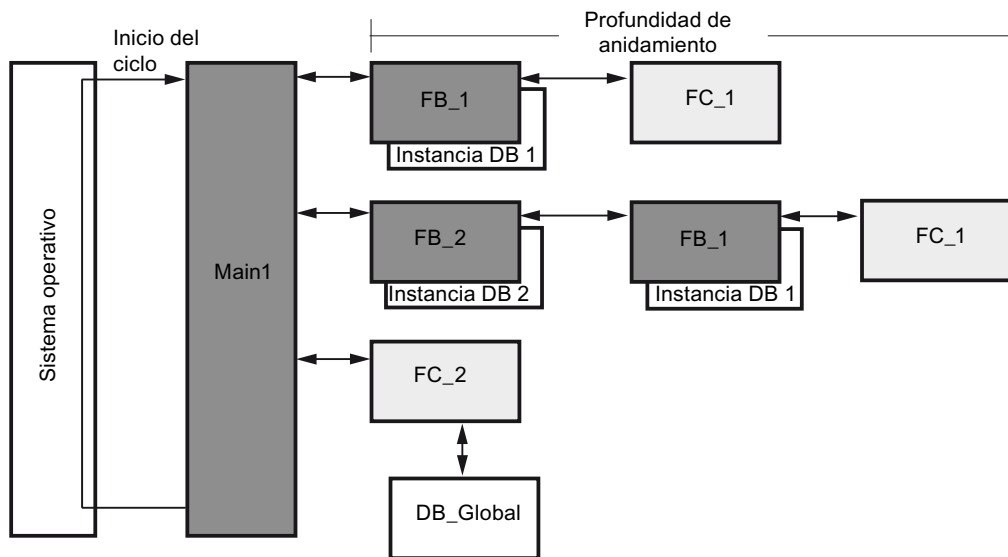 Profundidad de
anidamiento
Inicio del
ciclo
Sistema operativo
Main1
FB_1
Instancia DB 1
FC_1
FB_2
Instancia DB 2
FB_1
Instancia DB 1
FC_1
FC_2
DB_Global